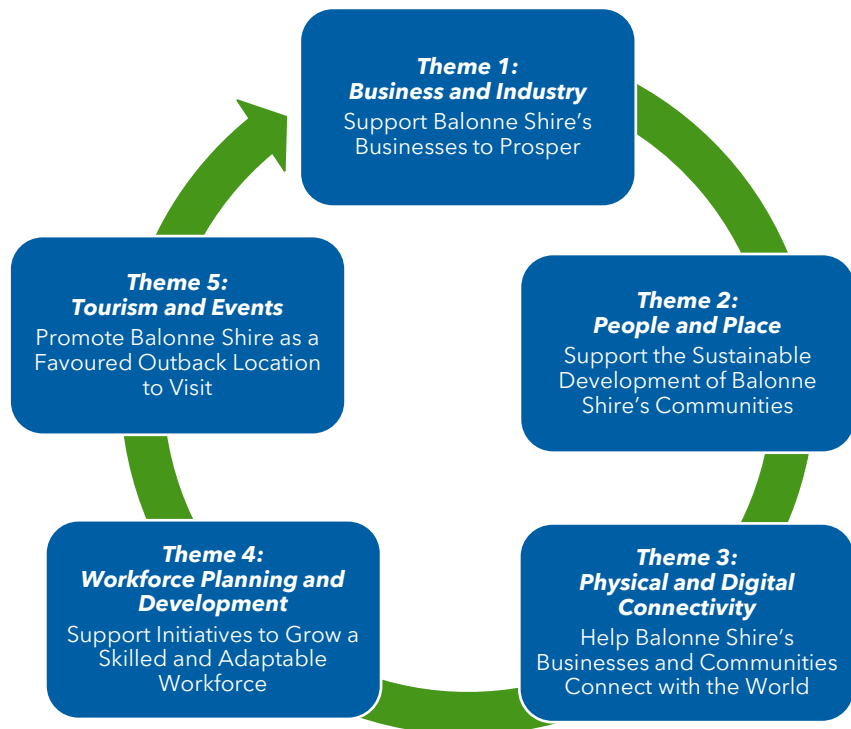 Theme 1:
Business and Industry
Support Balonne Shire’s
Businesses to Prosper
Theme 2:
People and Place
Support the Sustainable
Development of Balonne
Shire’s Communities
Theme 3:
Physical and Digital
Connectivity
Help Balonne Shire’s
Businesses and Communities
Connect with the World
Theme 4:
Workforce Planning and
Development
Support Initiatives to Grow a
Skilled and Adaptable
Workforce
Theme 5:
Tourism and Events
Promote Balonne Shire as a
Favoured Outback Location
to Visit